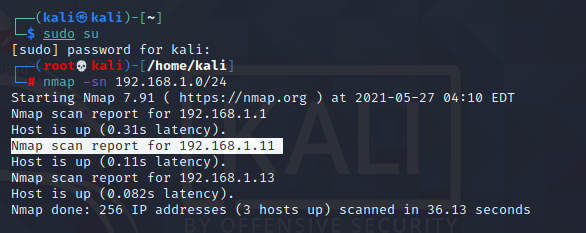 ┌──(kali㉿kali)-[~]
└─$ sudo su
[sudo] password for kali:
┌──(root💀kali)-[/home/kali]
└─# nmap -sn 192.168.1.0/24
Starting Nmap 7.91 ( https://nmap.org ) at 2021-05-27 04:10 EDT
Nmap scan report for 192.168.1.1
Host is up (0.31s latency).
Nmap scan report for 192.168.1.11
Host is up (0.11s latency).
Nmap scan report for 192.168.1.13
Host is up (0.082s latency).
Nmap done: 256 IP addresses (3 hosts up) scanned in 36.13 seconds
KALI
BY OFFENSIVE SECURITY